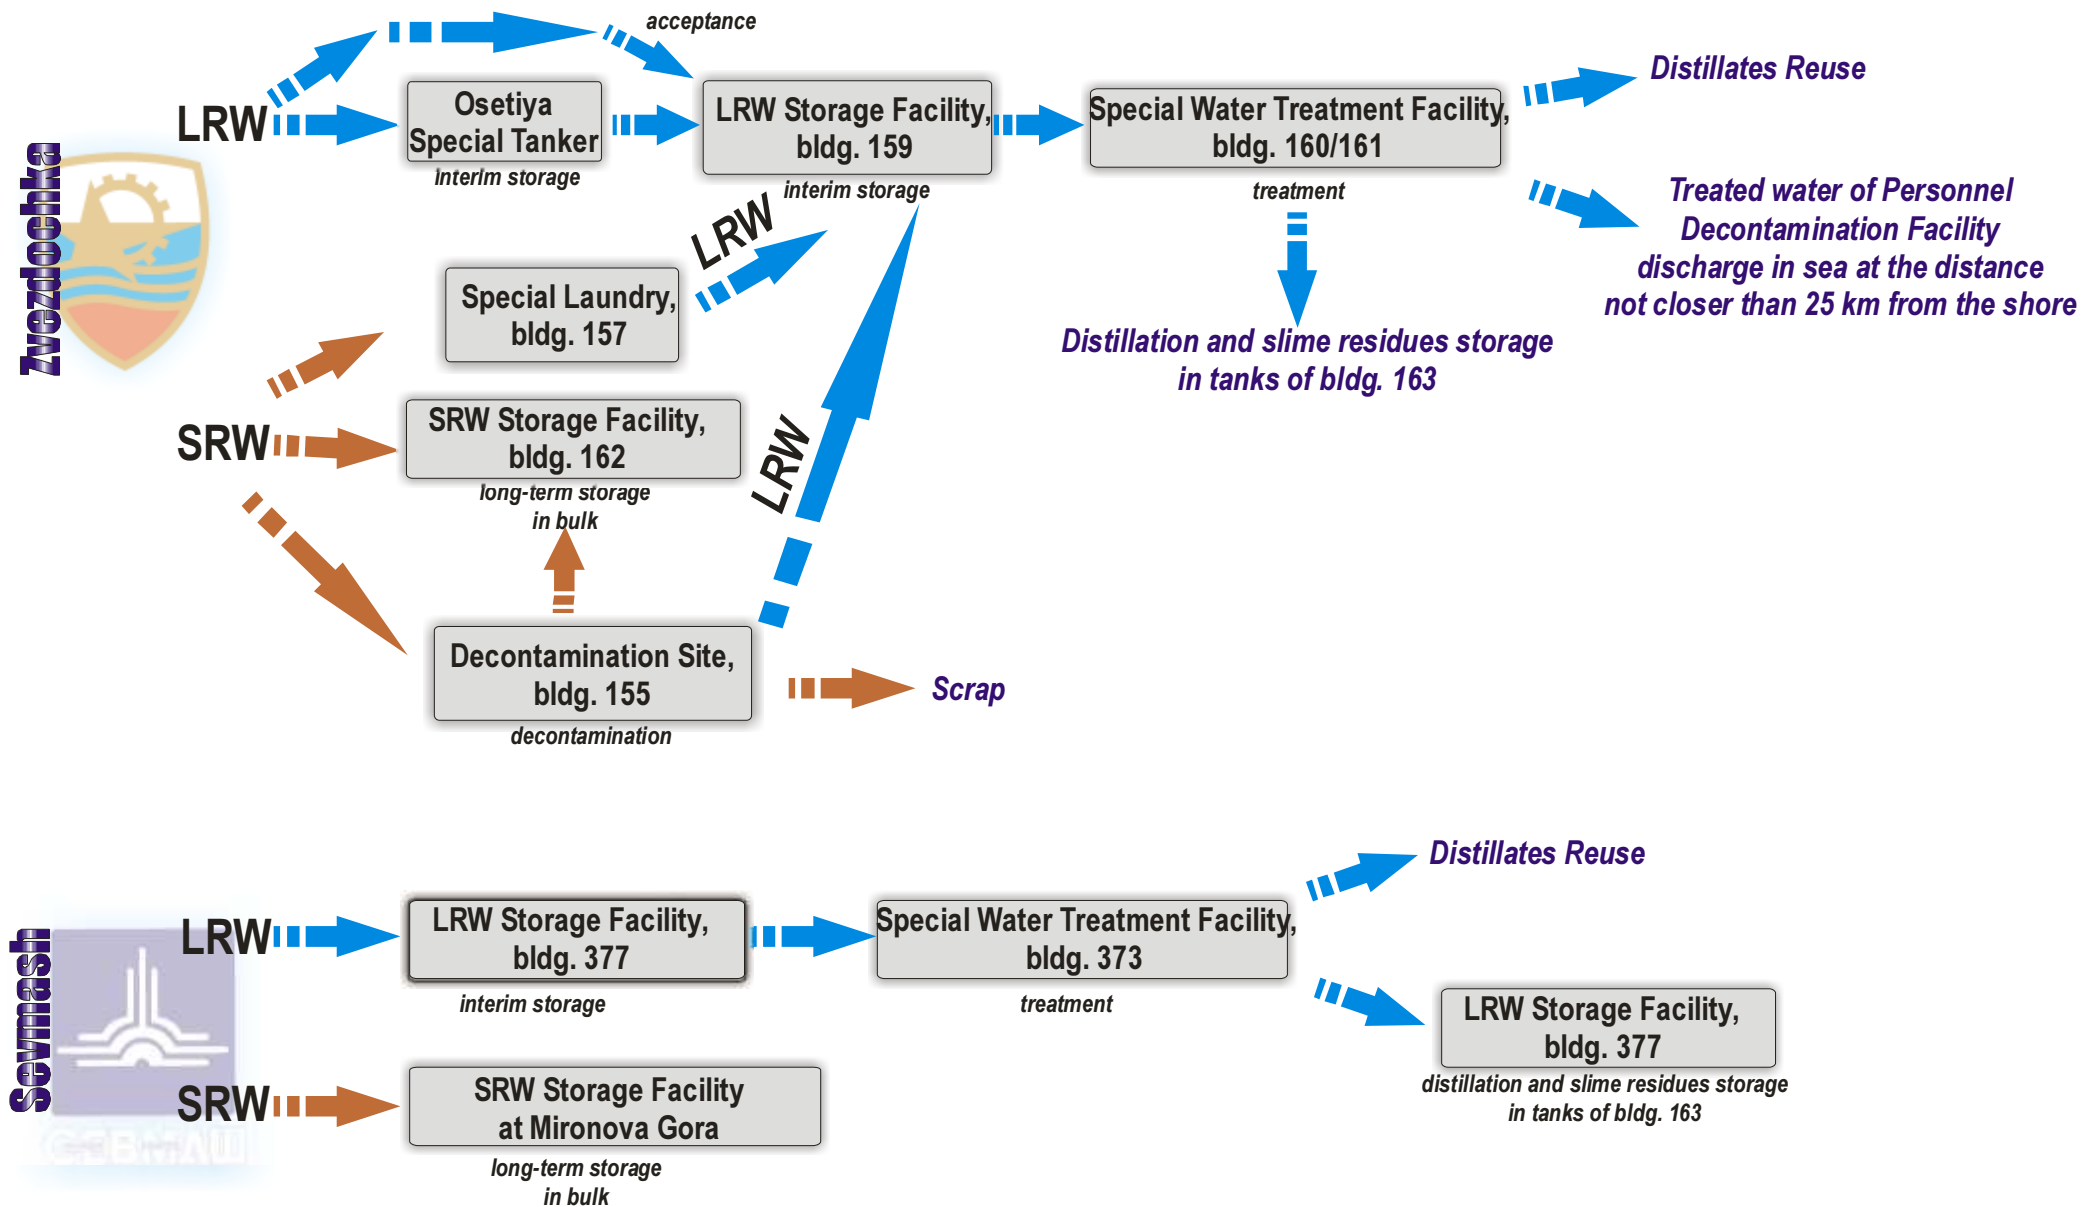 acceptance
LRW
Osetiya
Special Tanker
interim storage
LRW Storage Facility,
bldg. 159
interim storage
Special Water Treatment Facility,
bldg. 160/161
treatment
Distillates Reuse
Treated water of Personnel
Decontamination Facility
discharge in sea at the distance
not closer than 25 km from the shore
Distillation and slime residues storage
in tanks of bldg. 163
Zvezdochka
LRW
Special Laundry,
bldg. 157
SRW
SRW Storage Facility,
bldg. 162
long-term storage
in bulk
LRW
Decontamination Site,
bldg. 155
decontamination
Scrap
Sevmash
LRW
LRW Storage Facility,
bldg. 377
interim storage
Special Water Treatment Facility,
bldg. 373
treatment
Distillates Reuse
LRW Storage Facility,
bldg. 377
distillation and slime residues storage
in tanks of bldg. 163
SRW
SRW Storage Facility
at Mironova Gora
long-term storage
in bulk
СЕВМАШ